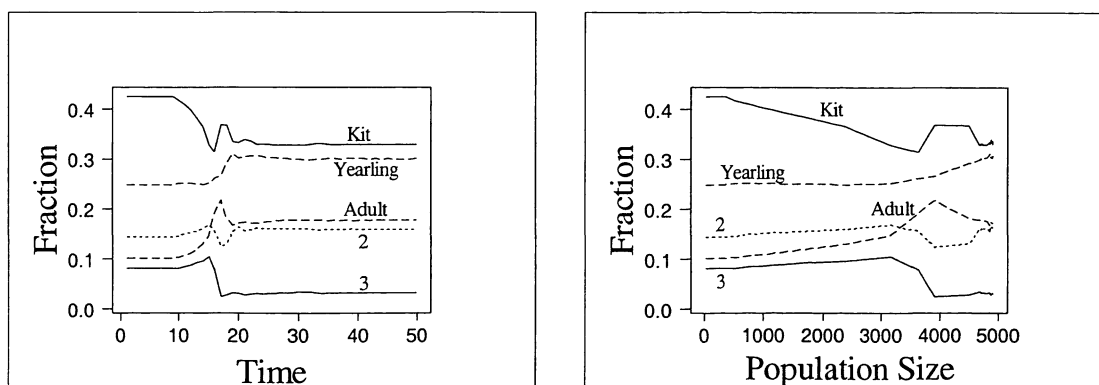 Fraction
0.4
0.3
0.2
0.1
0.0
Kit
Yearling
Adult
2
3
0 10 20 30 40 50
Time
Fraction
0.4
0.3
0.2
0.1
0.0
Kit
Yearling
2
Adult
3
0 1000 2000 3000 4000 5000
Population Size